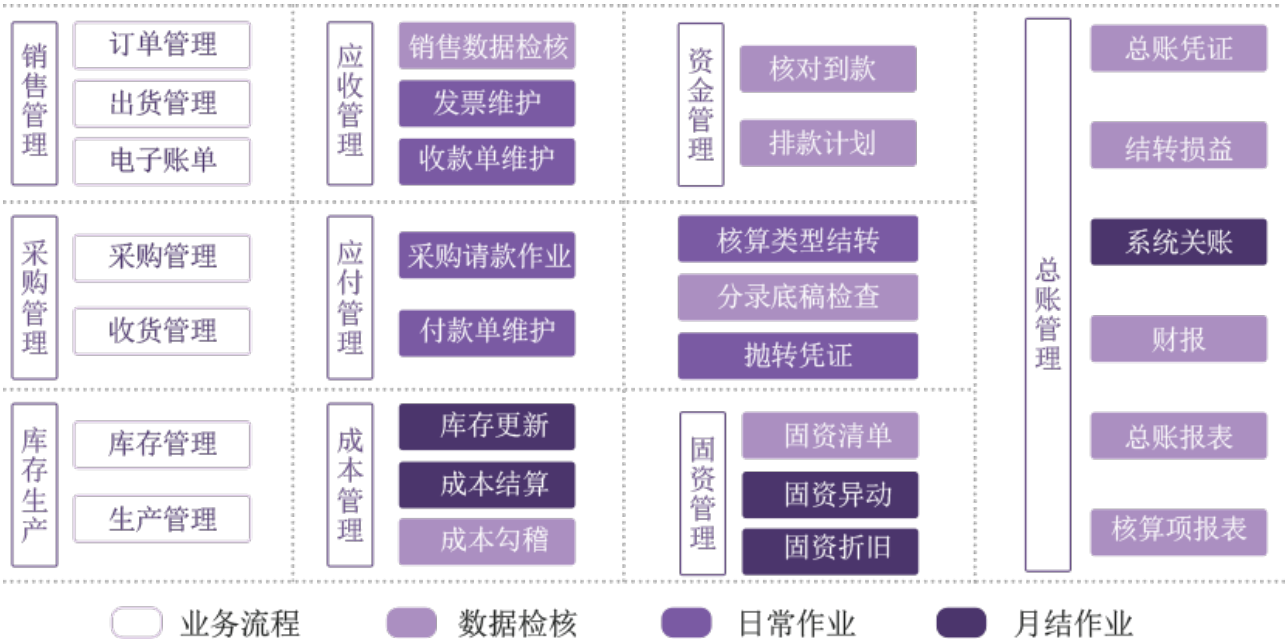 销售管理
订单管理
出货管理
电子账单
应收管理
销售数据检核
发票维护
收款单维护
资金管理
核对到款
排款计划
采购管理
采购管理
收货管理
应付管理
采购请款作业
付款单维护
核算类型结转
分录底稿检查
抛转凭证
库存生产
库存管理
生产管理
成本管理
库存更新
成本结算
成本勾稽
固资管理
固资清单
固资异动
固资折旧
总账管理
总账凭证
结转损益
系统关账
财报
总账报表
核算项报表
业务流程
数据检核
日常作业
月结作业